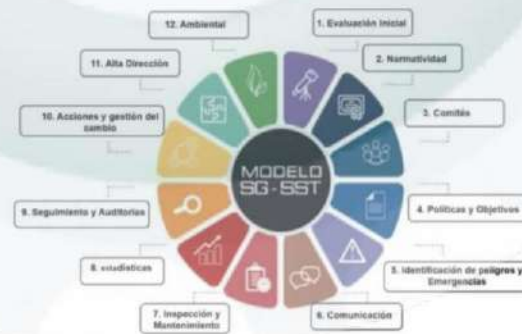 12. Ambiental
1. Evaluación Inicial
11. Alta Dirección
2. Normatividad
10. Acciones y gestión del
cambio
3. Comités
MODELO
SG-SST
9. Seguimiento y Auditorías
4. Políticas y Objetivos
8. estadísticas
5. Identificación de peligros y
Emergencias
7. Inspección y
Mantenimiento
6. Comunicación